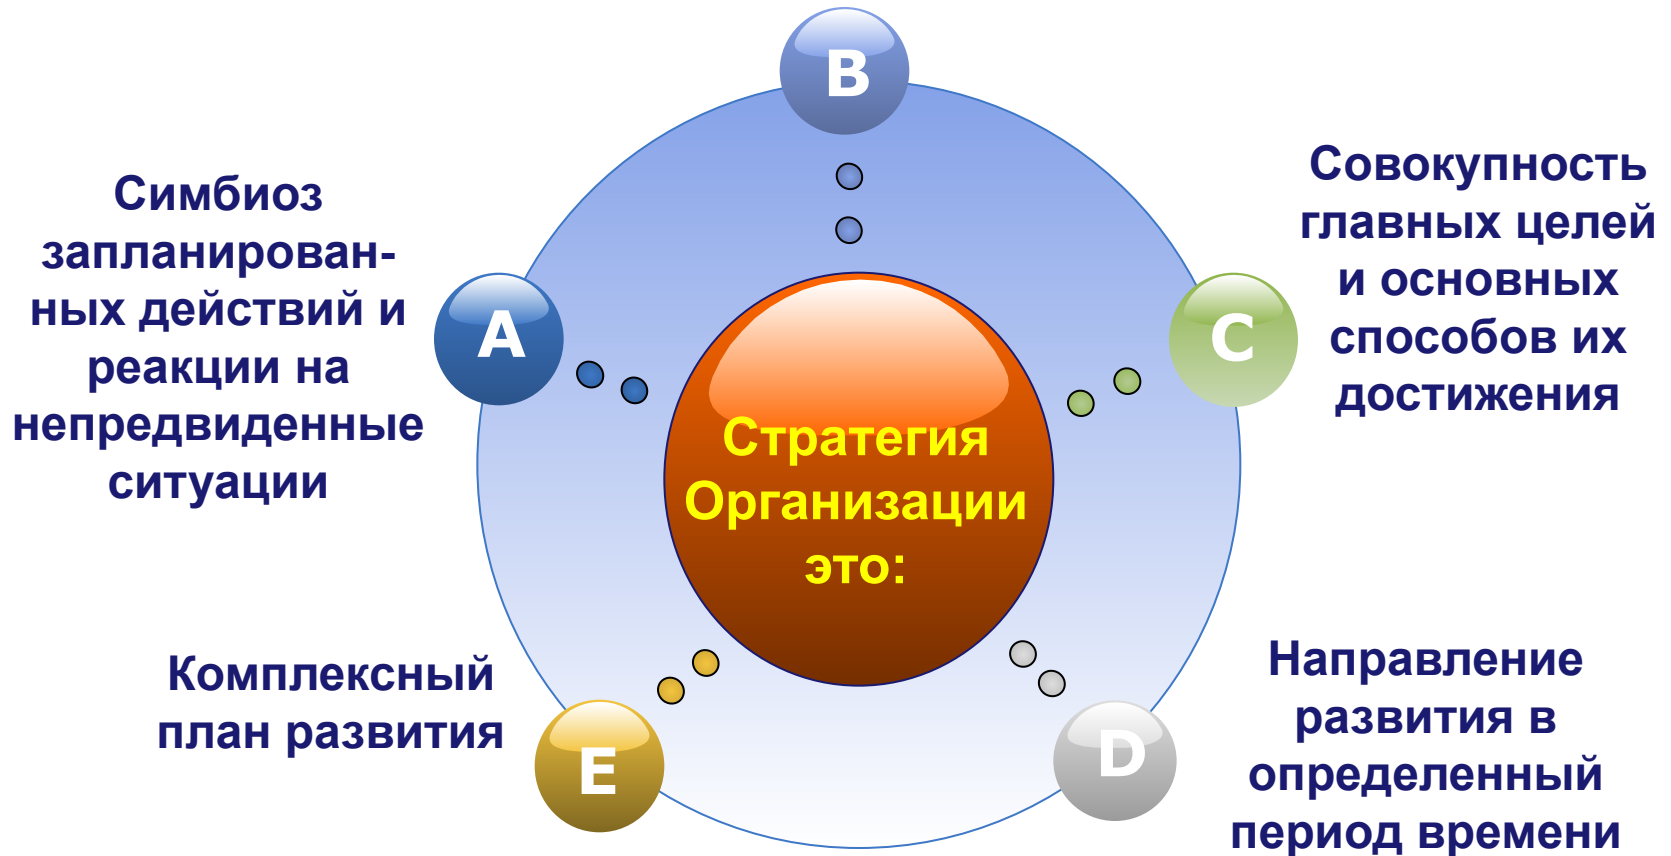 B
Симбиоз
запланирован-
ных действий и
реакции на
непредвиденные
ситуации
A
Совокупность
главных целей
и основных
способов их
достижения
C
Стратегия
Организации
это:
Комплексный
план развития
E
D
Направление
развития в
определенный
период времени